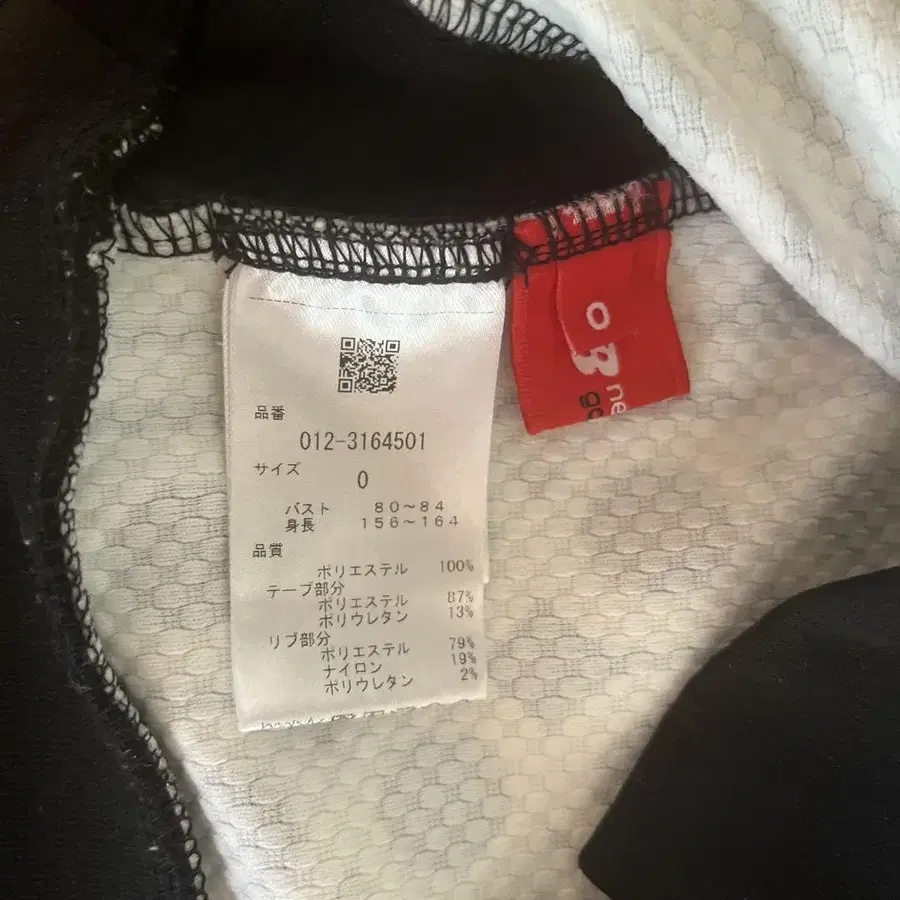 品番
012-3164501
サイズ
0
バスト 80~84
身長 156~164
品質
ポリエステル 100%
テープ部分
ポリエステル 87%
ポリウレタン 13%
リブ部分
ポリエステル 79%
ナイロン 19%
ポリウレタン 2%
ne
go